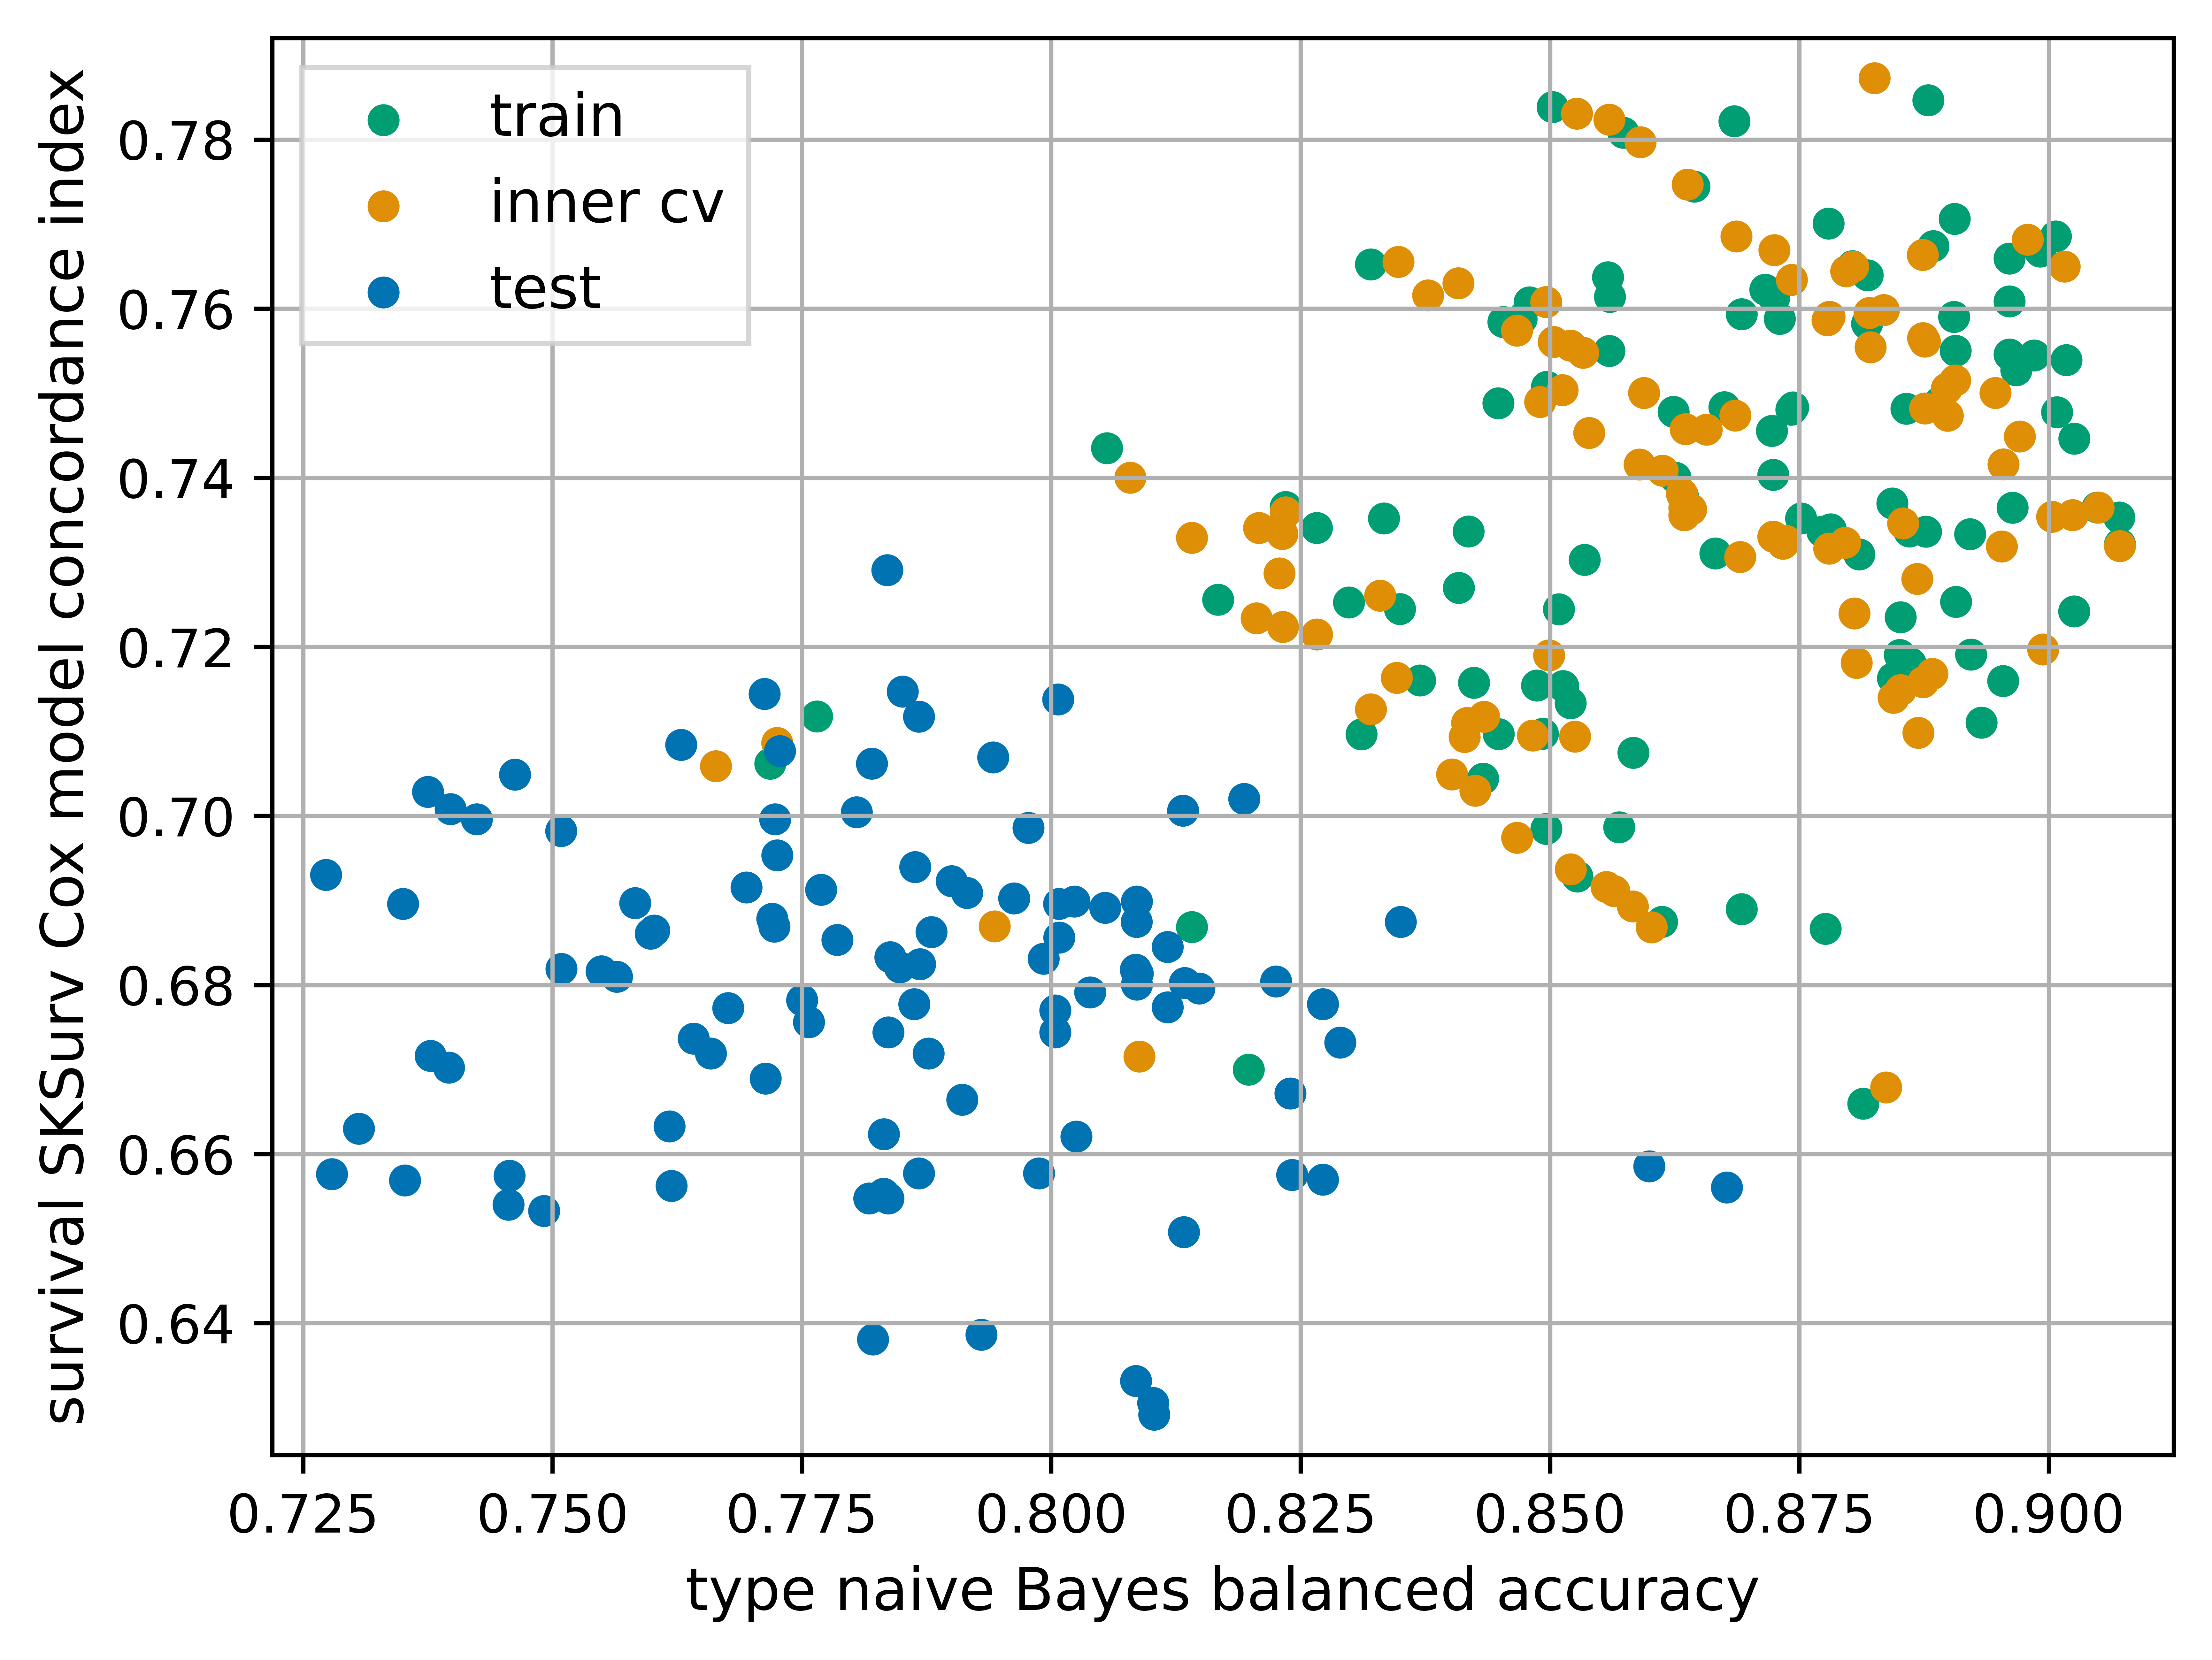 train
inner cv
test
survival SKSurv Cox model concordance index
0.78
0.76
0.74
0.72
0.70
0.68
0.66
0.64
0.725 0.750 0.775 0.800 0.825 0.850 0.875 0.900
type naive Bayes balanced accuracy